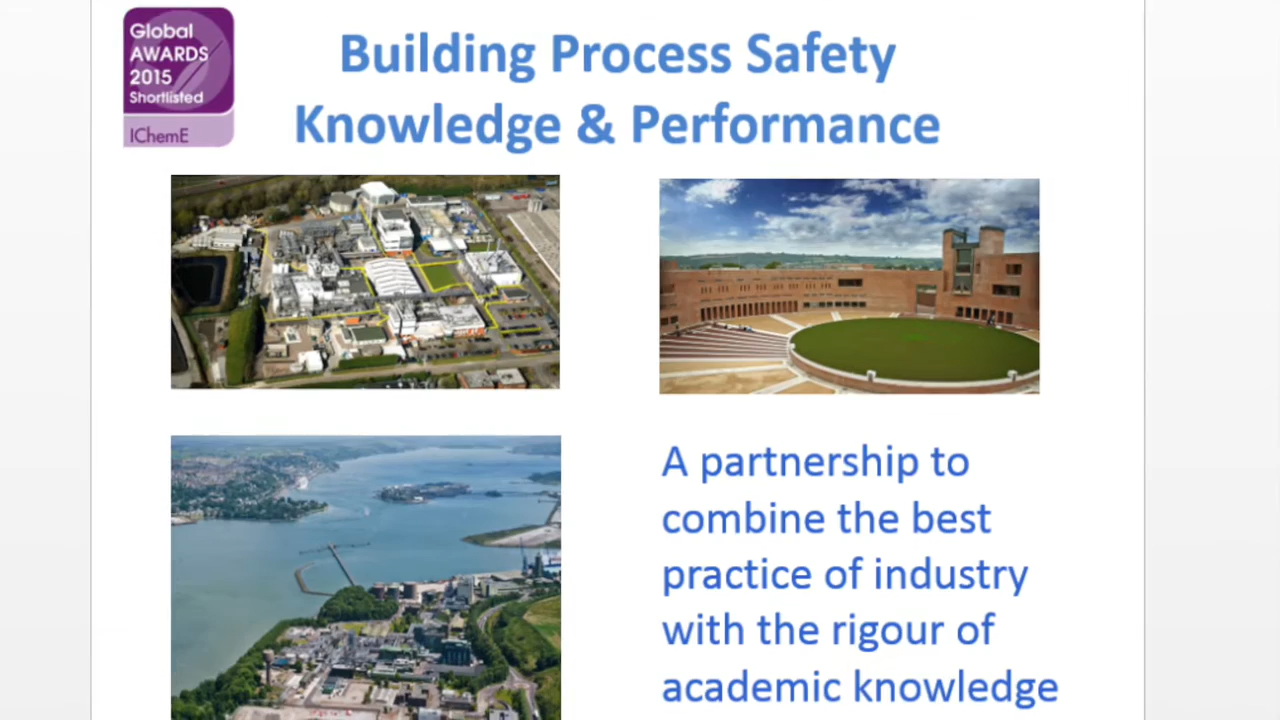 Global
AWARDS
2015
Shortlisted
IChemE
Building Process Safety
Knowledge & Performance
A partnership to
combine the best
practice of industry
with the rigour of
academic knowledge